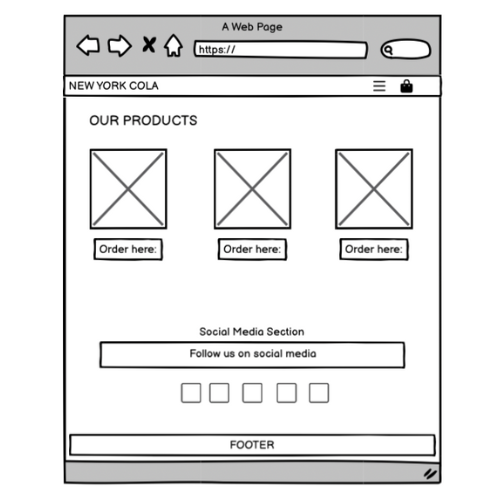 A Web Page
https://
NEW YORK COLA
OUR PRODUCTS
Order here: Order here: Order here:
Social Media Section
Follow us on social media
FOOTER